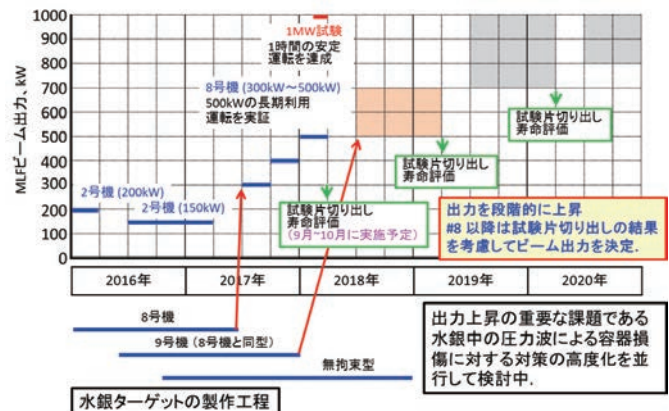 MLFビーム出力、kW
1000
900
800
700
600
500
400
300
200
100
0
1MW試験
1時間の安定
運転を達成
8号機 (300kW～500kW)
500kWの長期利用
運転を実証
2号機 (200kW)
2号機 (150kW)
試験片切り出し
寿命評価
(9月~10月に実施予定)
試験片切り出し
寿命評価
試験片切り出し
寿命評価
出力を段階的に上昇
#8 以降は試験片切り出しの結果
を考慮してビーム出力を決定.
2016年
2017年
2018年
2019年
2020年
8号機
9号機 (8号機と同型)
無拘束型
水銀ターゲットの製作工程
出力上昇の重要な課題である
水銀中の圧力波による容器損
傷に対する対策の高度化を並
行して検討中.